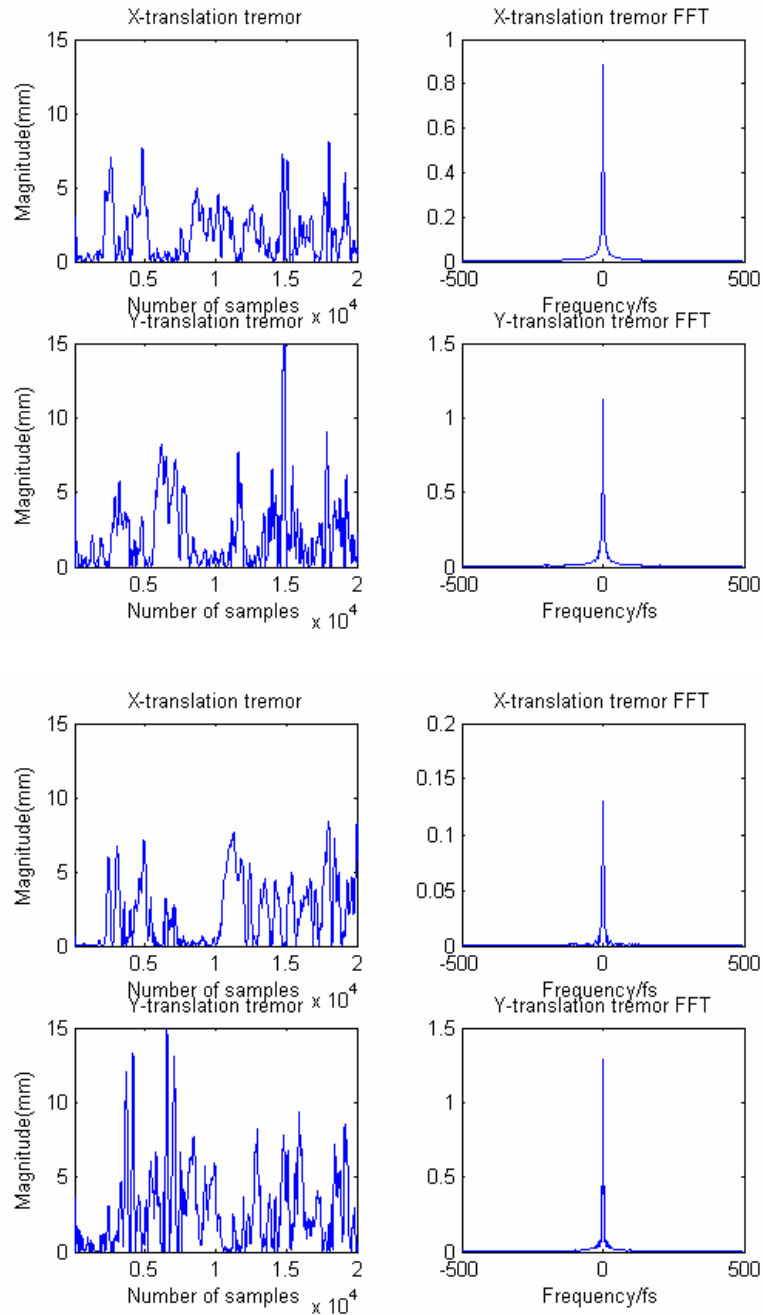 X-translation tremor
X-translation tremor FFT
15
10
5
0
Magnitude(mm)
0.5 1 1.5 2
Number of samples x 10^4
1
0.8
0.6
0.4
0.2
0
-500 0 500
Frequency/fs
Y-translation tremor
Y-translation tremor FFT
15
10
5
0
Magnitude(mm)
0.5 1 1.5 2
Number of samples x 10^4
1.5
1
0.5
0
-500 0 500
Frequency/fs
X-translation tremor
X-translation tremor FFT
15
10
5
0
Magnitude(mm)
0.5 1 1.5 2
Number of samples x 10^4
0.2
0.15
0.1
0.05
0
-500 0 500
Frequency/fs
Y-translation tremor
Y-translation tremor FFT
15
10
5
0
Magnitude(mm)
0.5 1 1.5 2
Number of samples x 10^4
1.5
1
0.5
0
-500 0 500
Frequency/fs